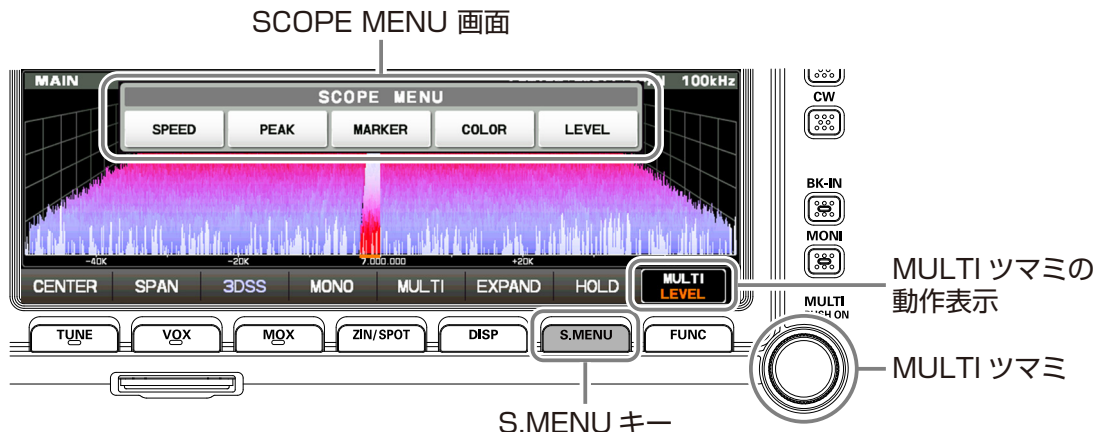 SCOPE MENU 画面
MAIN
100kHz
SCOPE MENU
SPEED PEAK MARKER COLOR LEVEL
CW
BK-IN
MONI
-40K -20K 7 000.000 +20K
CENTER SPAN 3DSS MONO MULTI EXPAND HOLD MULTI
LEVEL
MULTI ツマミの
動作表示
MULTI
PUSH ON
TUNE VOX MOX ZIN/SPOT DISP S.MENU FUNC
MULTI ツマミ
S.MENU キー